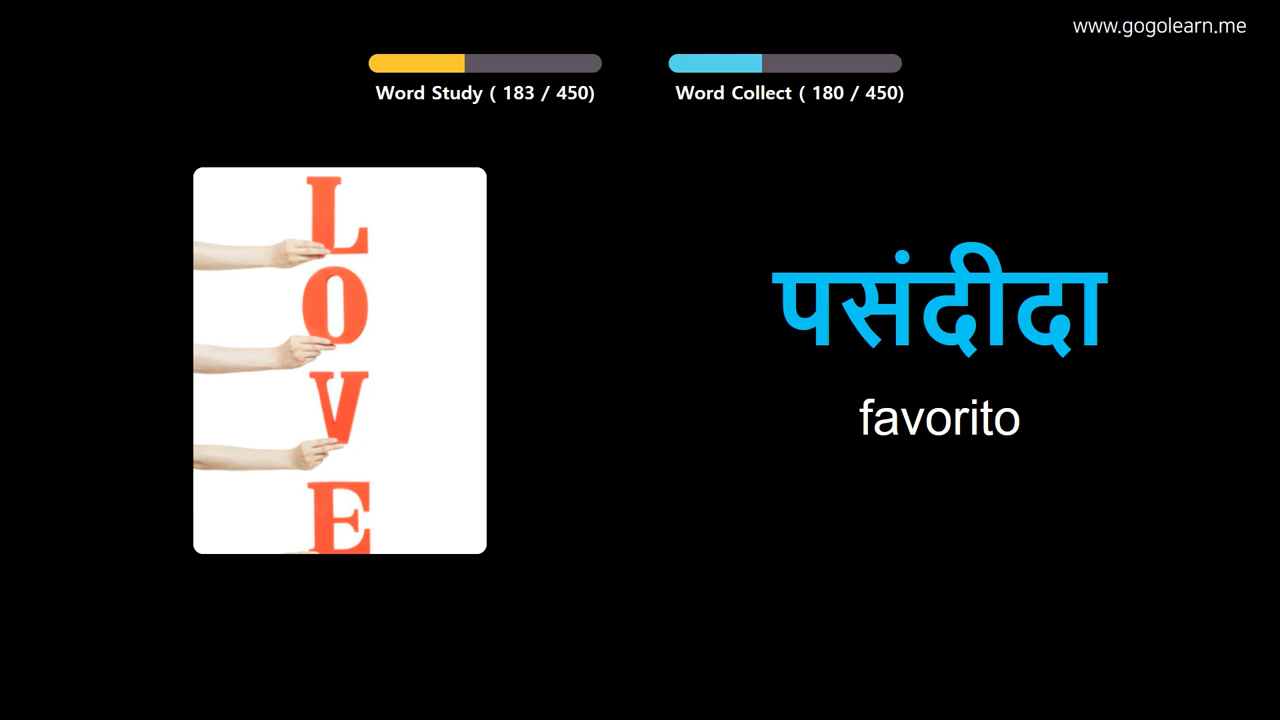 www.gogolearn.me
Word Study ( 183 / 450)
Word Collect ( 180 / 450)
L
O
V
E
पसंदीदा
favorito